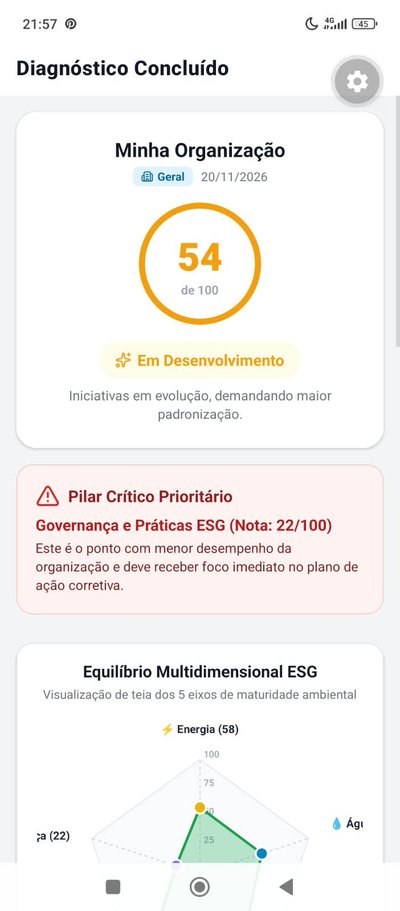 21:57
4G
45
Diagnóstico Concluído
Minha Organização
Geral 20/11/2026
54
de 100
Em Desenvolvimento
Iniciativas em evolução, demandando maior
padronização.
Pilar Crítico Prioritário
Governança e Práticas ESG (Nota: 22/100)
Este é o ponto com menor desempenho da
organização e deve receber foco imediato no plano de
ação corretiva.
Equilíbrio Multidimensional ESG
Visualização de teia dos 5 eixos de maturidade ambiental
⚡ Energia (58)
100
75
25
💧 Águ
ça (22)